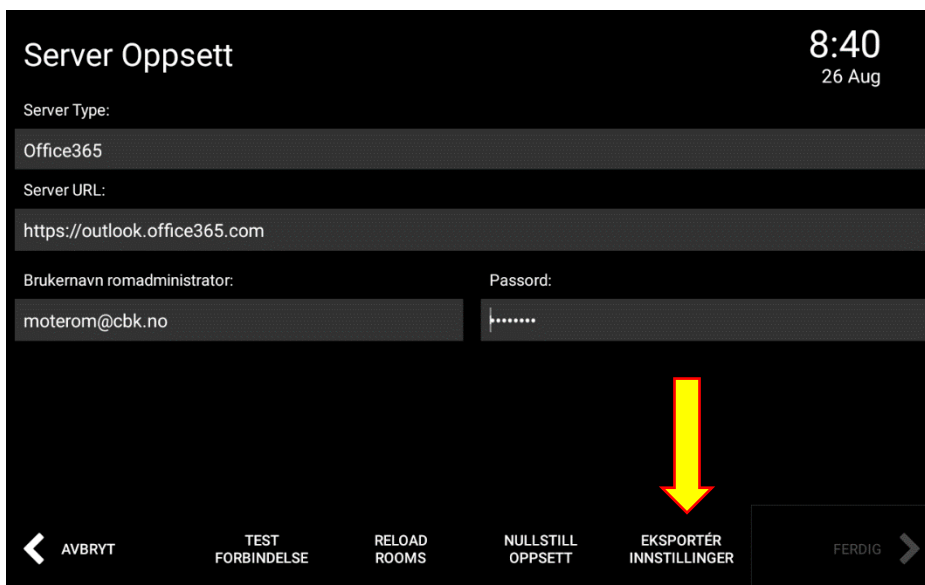 Server Oppsett
8:40
26 Aug
Server Type:
Office365
Server URL:
https://outlook.office365.com
Brukernavn romadministrator:
Passord:
moterom@cbk.no
••••••••
AVBRYT
TEST
FORBINDELSE
RELOAD
ROOMS
NULLSTILL
OPPSETT
EKSPORTÉR
INNSTILLINGER
FERDIG